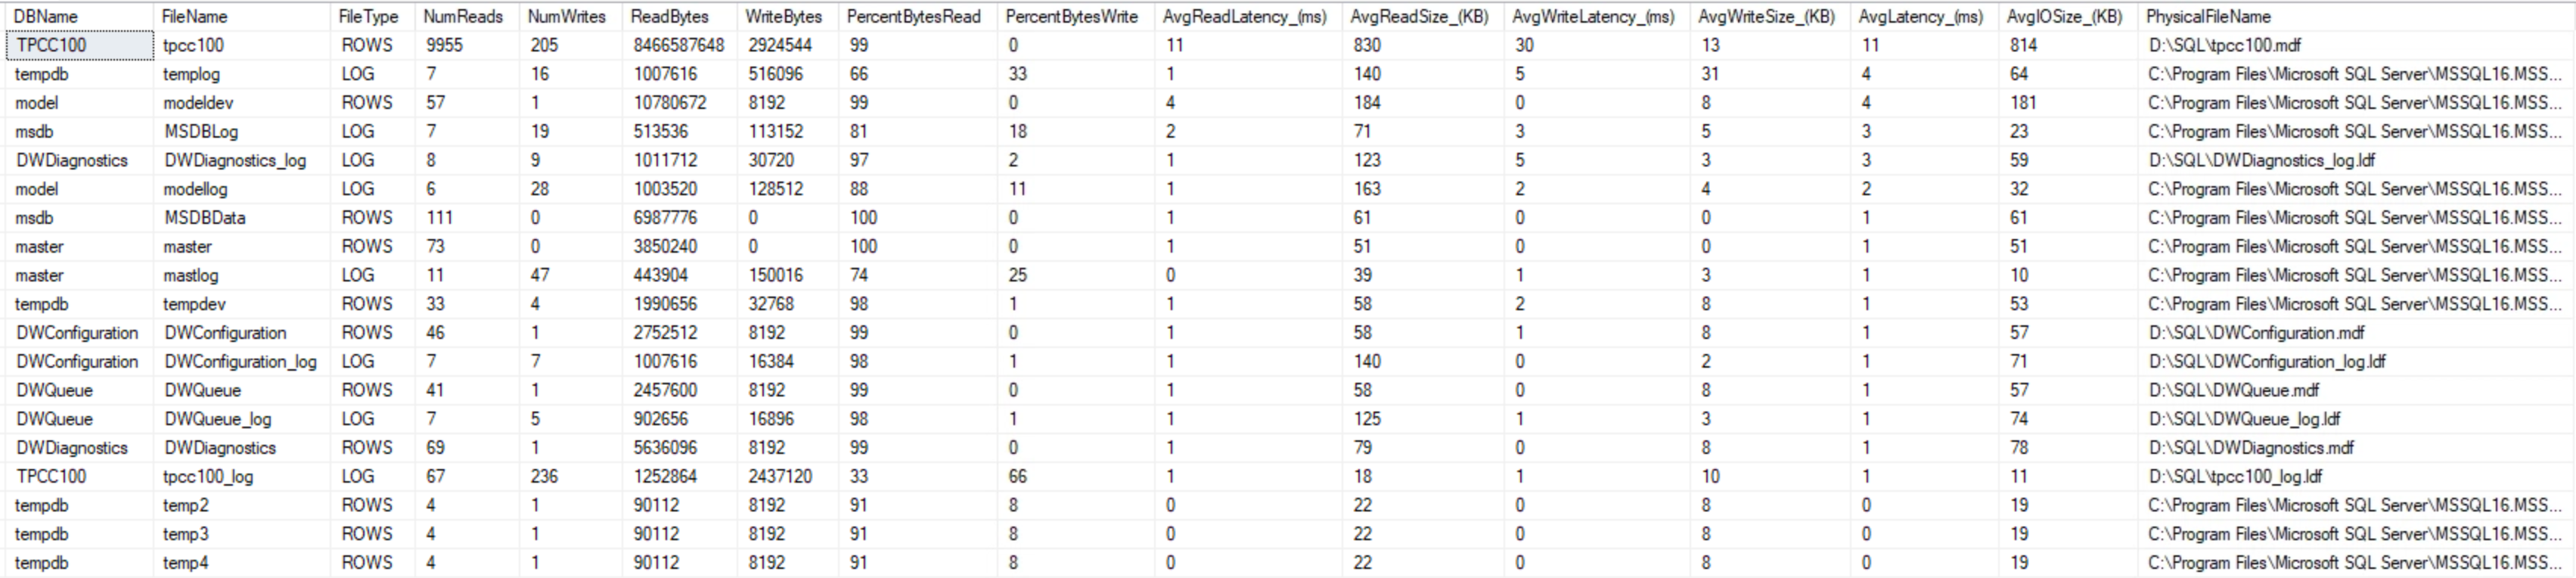 DBName FileName FileType NumReads NumWrites ReadBytes WriteBytes PercentBytesRead PercentBytesWrite AvgReadLatency_(ms) AvgReadSize_(KB) AvgWriteLatency_(ms) AvgWriteSize_(KB) AvgLatency_(ms) AvgIOSize_(KB) PhysicalFileName
TPCC100 tpcc100 ROWS 9955 205 8466587648 2924544 99 0 11 830 30 13 11 814 D:\SQL\tpcc100.mdf
tempdb templog LOG 7 16 1007616 516096 66 33 1 140 5 31 4 64 C:\Program Files\Microsoft SQL Server\MSSQL16.MSS...
model modeldev ROWS 57 1 10780672 8192 99 0 4 184 0 8 4 181 C:\Program Files\Microsoft SQL Server\MSSQL16.MSS...
msdb MSDBLog LOG 7 19 513536 113152 81 18 2 71 3 5 3 23 C:\Program Files\Microsoft SQL Server\MSSQL16.MSS...
DWDiagnostics DWDiagnostics_log LOG 8 9 1011712 30720 97 2 1 123 5 3 3 59 D:\SQL\DWDiagnostics_log.ldf
model modellog LOG 6 28 1003520 128512 88 11 1 163 2 4 2 32 C:\Program Files\Microsoft SQL Server\MSSQL16.MSS...
msdb MSDBData ROWS 111 0 6987776 0 100 0 1 61 0 0 1 61 C:\Program Files\Microsoft SQL Server\MSSQL16.MSS...
master master ROWS 73 0 3850240 0 100 0 1 51 0 0 1 51 C:\Program Files\Microsoft SQL Server\MSSQL16.MSS...
master mastlog LOG 11 47 443904 150016 74 25 0 39 1 3 1 10 C:\Program Files\Microsoft SQL Server\MSSQL16.MSS...
tempdb tempdev ROWS 33 4 1990656 32768 98 1 1 58 2 8 1 53 C:\Program Files\Microsoft SQL Server\MSSQL16.MSS...
DWConfiguration DWConfiguration ROWS 46 1 2752512 8192 99 0 1 58 1 8 1 57 D:\SQL\DWConfiguration.mdf
DWConfiguration DWConfiguration_log LOG 7 7 1007616 16384 98 1 1 140 0 2 1 71 D:\SQL\DWConfiguration_log.ldf
DWQueue DWQueue ROWS 41 1 2457600 8192 99 0 1 58 0 8 1 57 D:\SQL\DWQueue.mdf
DWQueue DWQueue_log LOG 7 5 902656 16896 98 1 1 125 1 3 1 74 D:\SQL\DWQueue_log.ldf
DWDiagnostics DWDiagnostics ROWS 69 1 5636096 8192 99 0 1 79 0 8 1 78 D:\SQL\DWDiagnostics.mdf
TPCC100 tpcc100_log LOG 67 236 1252864 2437120 33 66 1 18 1 10 1 11 D:\SQL\tpcc100_log.ldf
tempdb temp2 ROWS 4 1 90112 8192 91 8 0 22 0 8 0 19 C:\Program Files\Microsoft SQL Server\MSSQL16.MSS...
tempdb temp3 ROWS 4 1 90112 8192 91 8 0 22 0 8 0 19 C:\Program Files\Microsoft SQL Server\MSSQL16.MSS...
tempdb temp4 ROWS 4 1 90112 8192 91 8 0 22 0 8 0 19 C:\Program Files\Microsoft SQL Server\MSSQL16.MSS...